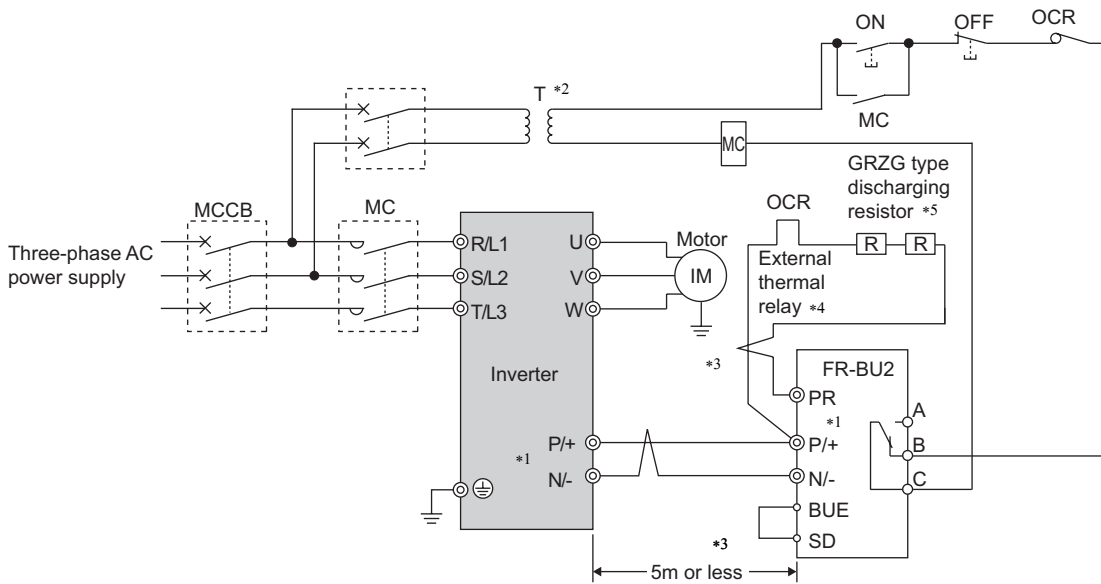 ON
OFF
OCR
T *2
MC
MC
GRZG type
discharging
resistor *5
OCR
R
R
MCCB
MC
Three-phase AC
power supply
R/L1
S/L2
T/L3
U
V
W
Motor
IM
External
thermal
relay *4
Inverter
*3
FR-BU2
PR
*1
A
P/+
B
P/+
*1
N/-
N/-
C
BUE
SD
*3
5m or less